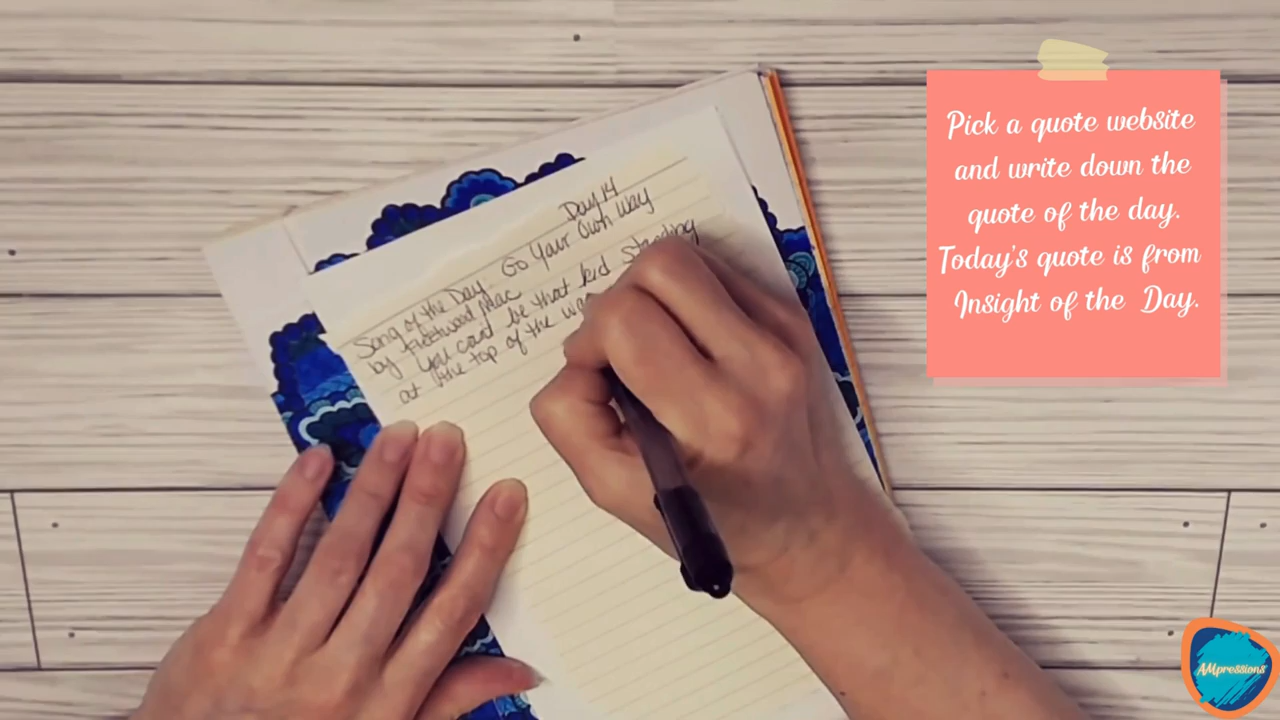 Day 14
Song of the Day: Go Your Own Way
by Fleetwood Mac
You can't be that kid standing
at the top of the
Pick a quote website
and write down the
quote of the day.
Today's quote is from
Insight of the Day.
AMpressions